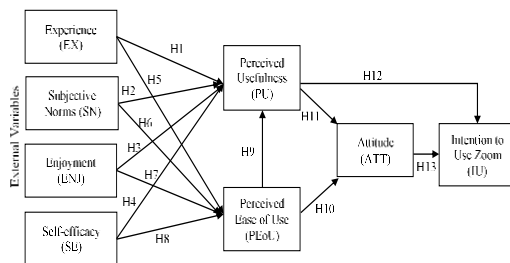 External Variables
Experience
(EX)
Subjective
Norms (SN)
Enjoyment
(ENJ)
Self-efficacy
(SE)
H1
H5
H2
H6
H3
H7
H4
H8
Perceived
Usefulness
(PU)
H9
Perceived
Ease of Use
(PEoU)
H12
H11
H10
Attitude
(ATT)
H13
Intention to
Use Zoom
(IU)